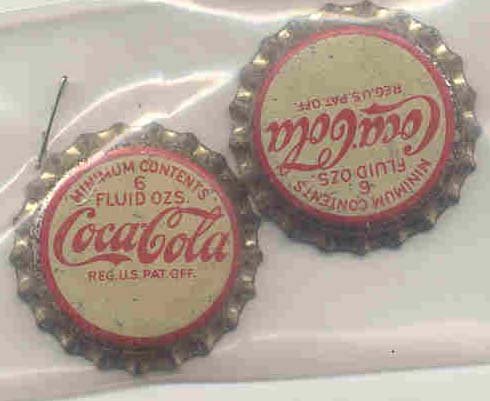 MINIMUM CONTENTS
6
FLUID OZS.
Coca-Cola
REG. U.S. PAT. OFF.
MINIMUM CONTENTS
6
FLUID OZS.
Coca-Cola
REG. U.S. PAT. OFF.